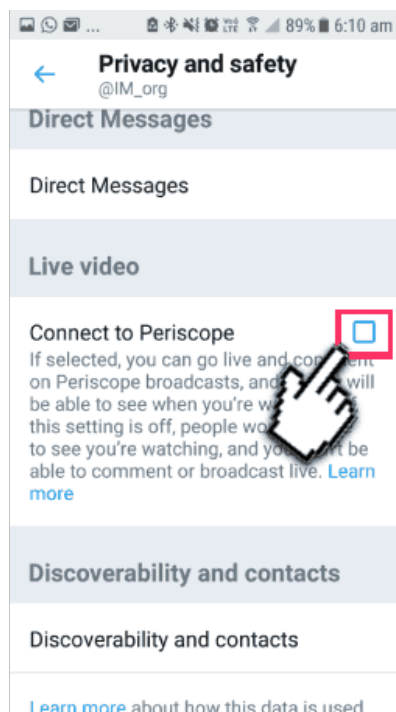 ... VoLTE 89% 6:10 am
Privacy and safety
@IM_org
Direct Messages
Direct Messages
Live video
Connect to Periscope
If selected, you can go live and
on Periscope broadcasts, and will
be able to see when you're
this setting is off, people
to see you're watching, and be
able to comment or broadcast live. Learn
more
Discoverability and contacts
Discoverability and contacts
Learn more about how this data is used